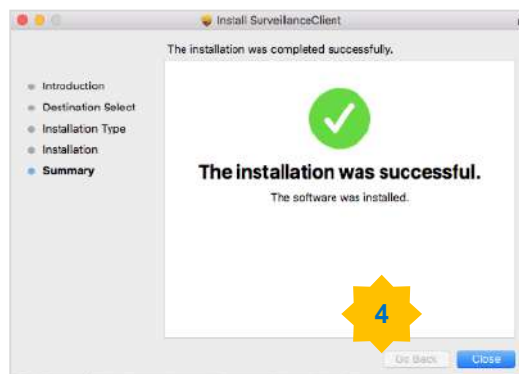 Install SurveillanceClient
The installation was completed successfully.
Introduction
Destination Select
Installation Type
Installation
Summary
The installation was successful.
The software was installed.
4
Go Back
Close